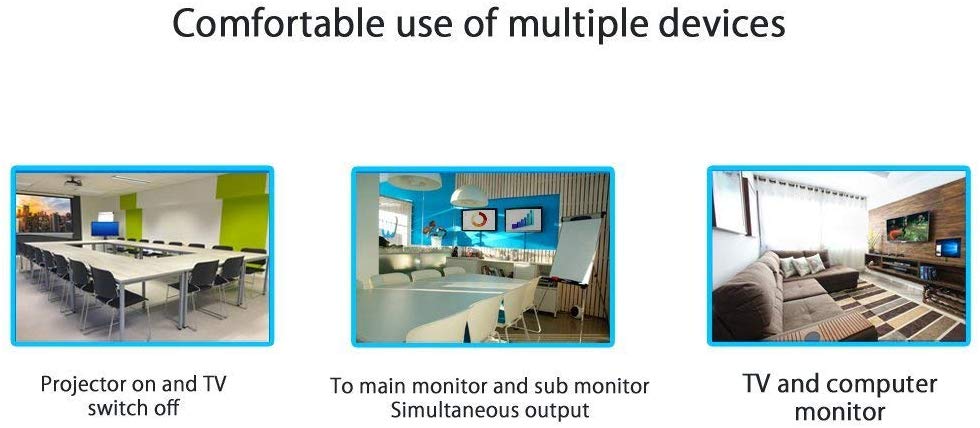 Comfortable use of multiple devices
Projector on and TV
switch off
To main monitor and sub monitor
Simultaneous output
TV and computer
monitor